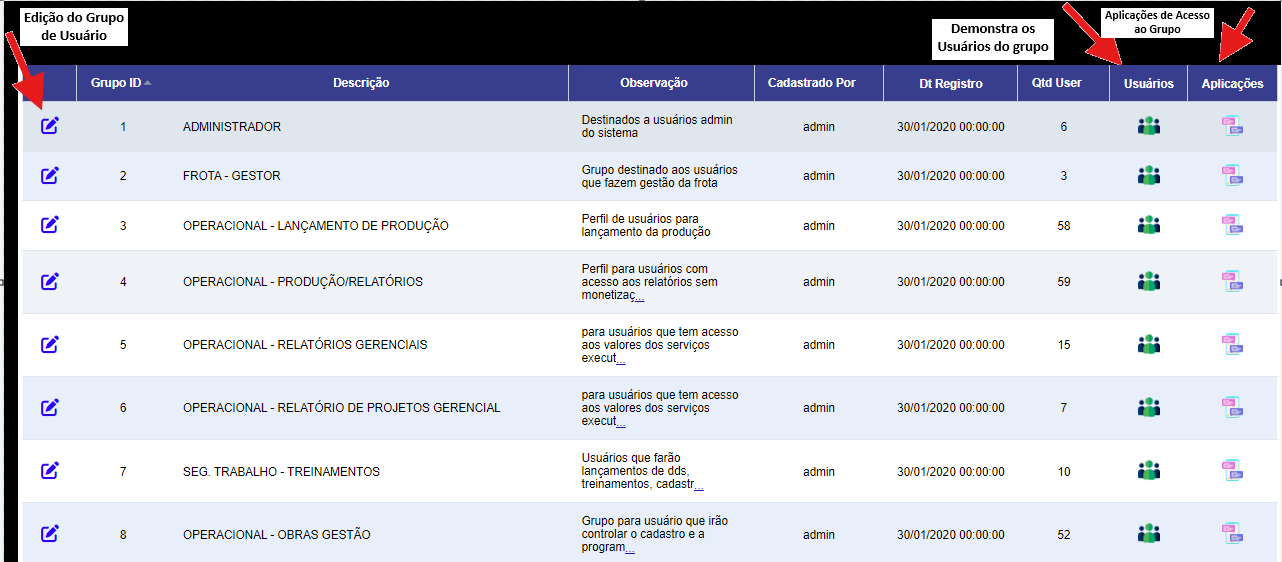 Edição do Grupo
de Usuário
Demonstra os
Usuários do grupo
Aplicações de Acesso
ao Grupo
Grupo ID Descrição Observação Cadastrado Por Dt Registro Qtd User Usuários Aplicações
1 ADMINISTRADOR Destinados a usuários admin
do sistema admin 30/01/2020 00:00:00 6
2 FROTA - GESTOR Grupo destinado aos usuários
que fazem gestão da frota admin 30/01/2020 00:00:00 3
3 OPERACIONAL - LANÇAMENTO DE PRODUÇÃO Perfil de usuários para
lançamento da produção admin 30/01/2020 00:00:00 58
4 OPERACIONAL - PRODUÇÃO/RELATÓRIOS Perfil para usuários com
acesso aos relatórios sem admin 30/01/2020 00:00:00 59
monetizaç...
5 OPERACIONAL - RELATÓRIOS GERENCIAIS para usuários que tem acesso
aos valores dos serviços admin 30/01/2020 00:00:00 15
execut...
6 OPERACIONAL - RELATÓRIO DE PROJETOS GERENCIAL para usuários que tem acesso
aos valores dos serviços admin 30/01/2020 00:00:00 7
execut...
7 SEG. TRABALHO - TREINAMENTOS Usuários que farão
lançamentos de dds, admin 30/01/2020 00:00:00 10
treinamentos, cadastr...
8 OPERACIONAL - OBRAS GESTÃO Grupo para usuário que irão
controlar o cadastro e a admin 30/01/2020 00:00:00 52
program...